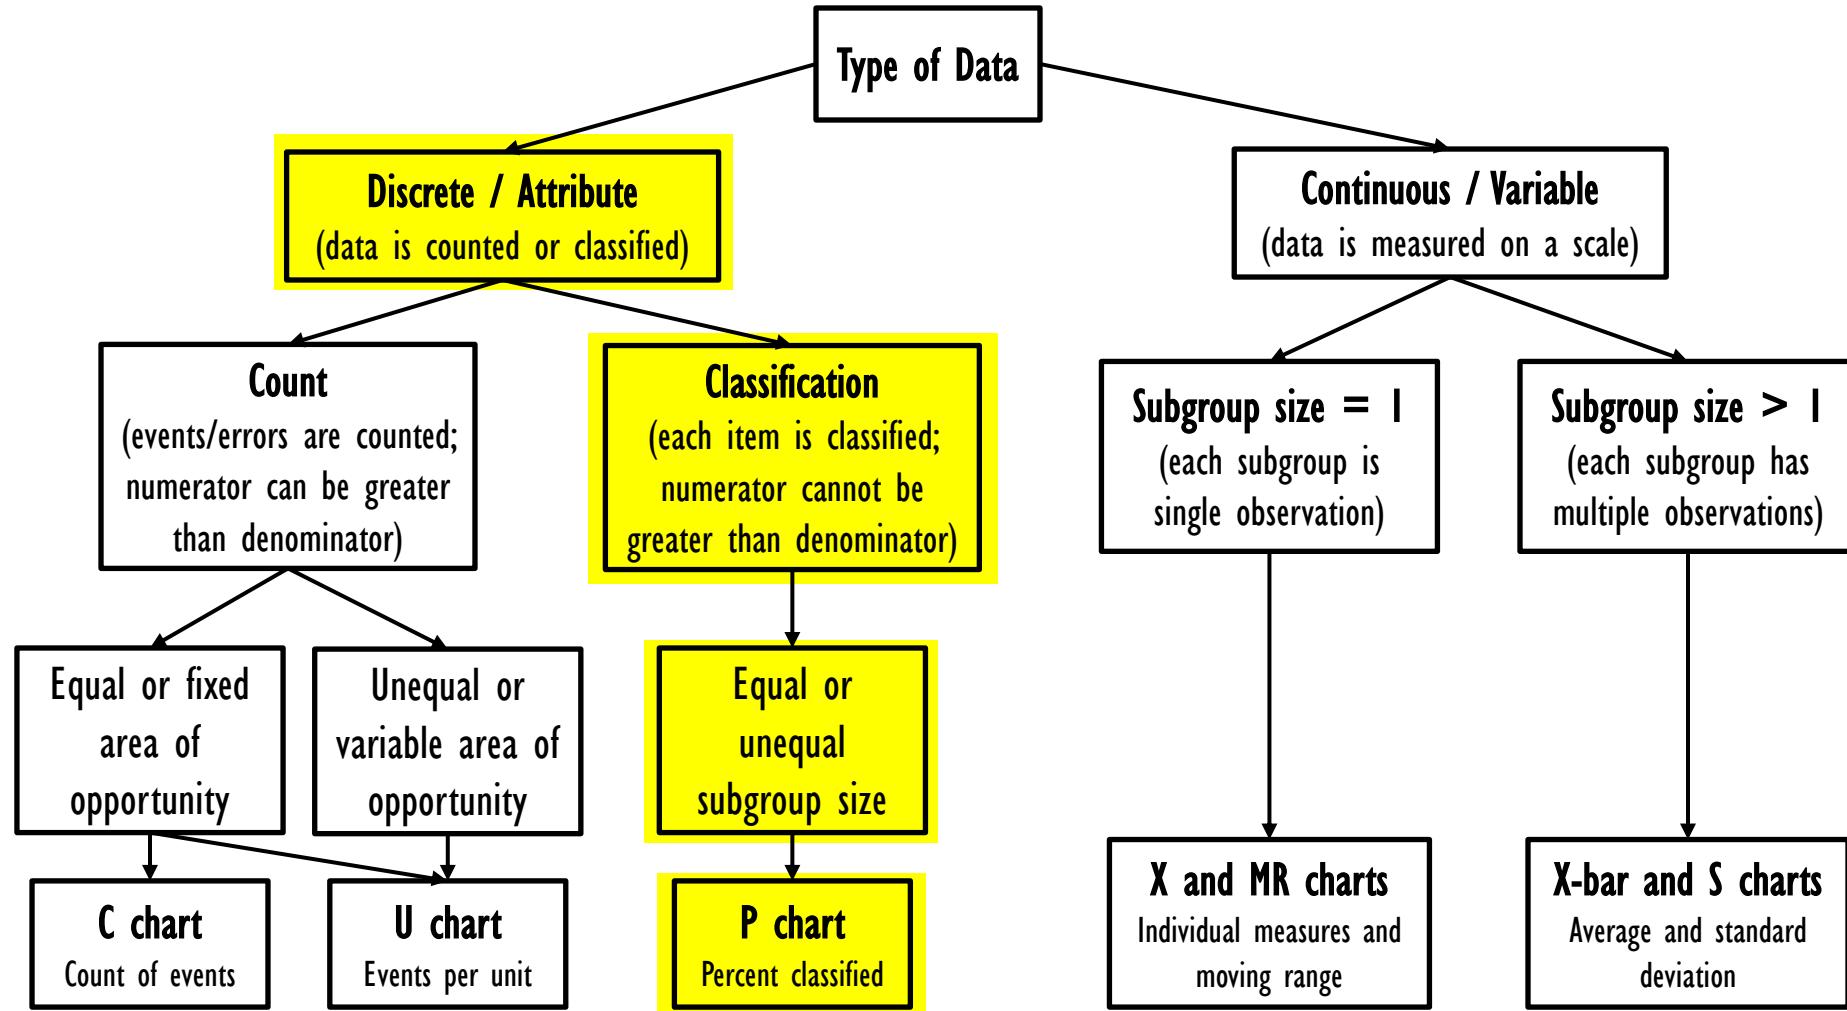 Type of Data
Discrete / Attribute
(data is counted or classified)
Continuous / Variable
(data is measured on a scale)
Count
(events/errors are counted;
numerator can be greater
than denominator)
Classification
(each item is classified;
numerator cannot be
greater than denominator)
Subgroup size = 1
(each subgroup is
single observation)
Subgroup size > 1
(each subgroup has
multiple observations)
Equal or fixed
area of
opportunity
Unequal or
variable area of
opportunity
Equal or
unequal
subgroup size
C chart
Count of events
U chart
Events per unit
P chart
Percent classified
X and MR charts
Individual measures and
moving range
X-bar and S charts
Average and standard
deviation